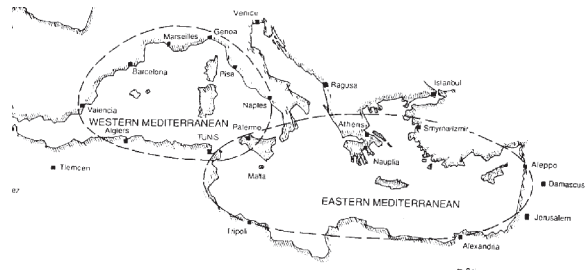 Venice
Genoa
Marseilles
Pisa
Barcelona
Ragusa
Istanbul
Valencia
Naples
WESTERN MEDITERRANEAN
Algiers
TUNIS
Palermo
Athens
Smyrna/Izmir
Nauplia
Tlemcen
Malta
Aleppo
Damascus
EASTERN MEDITERRANEAN
Jerusalem
Tripoli
Alexandria